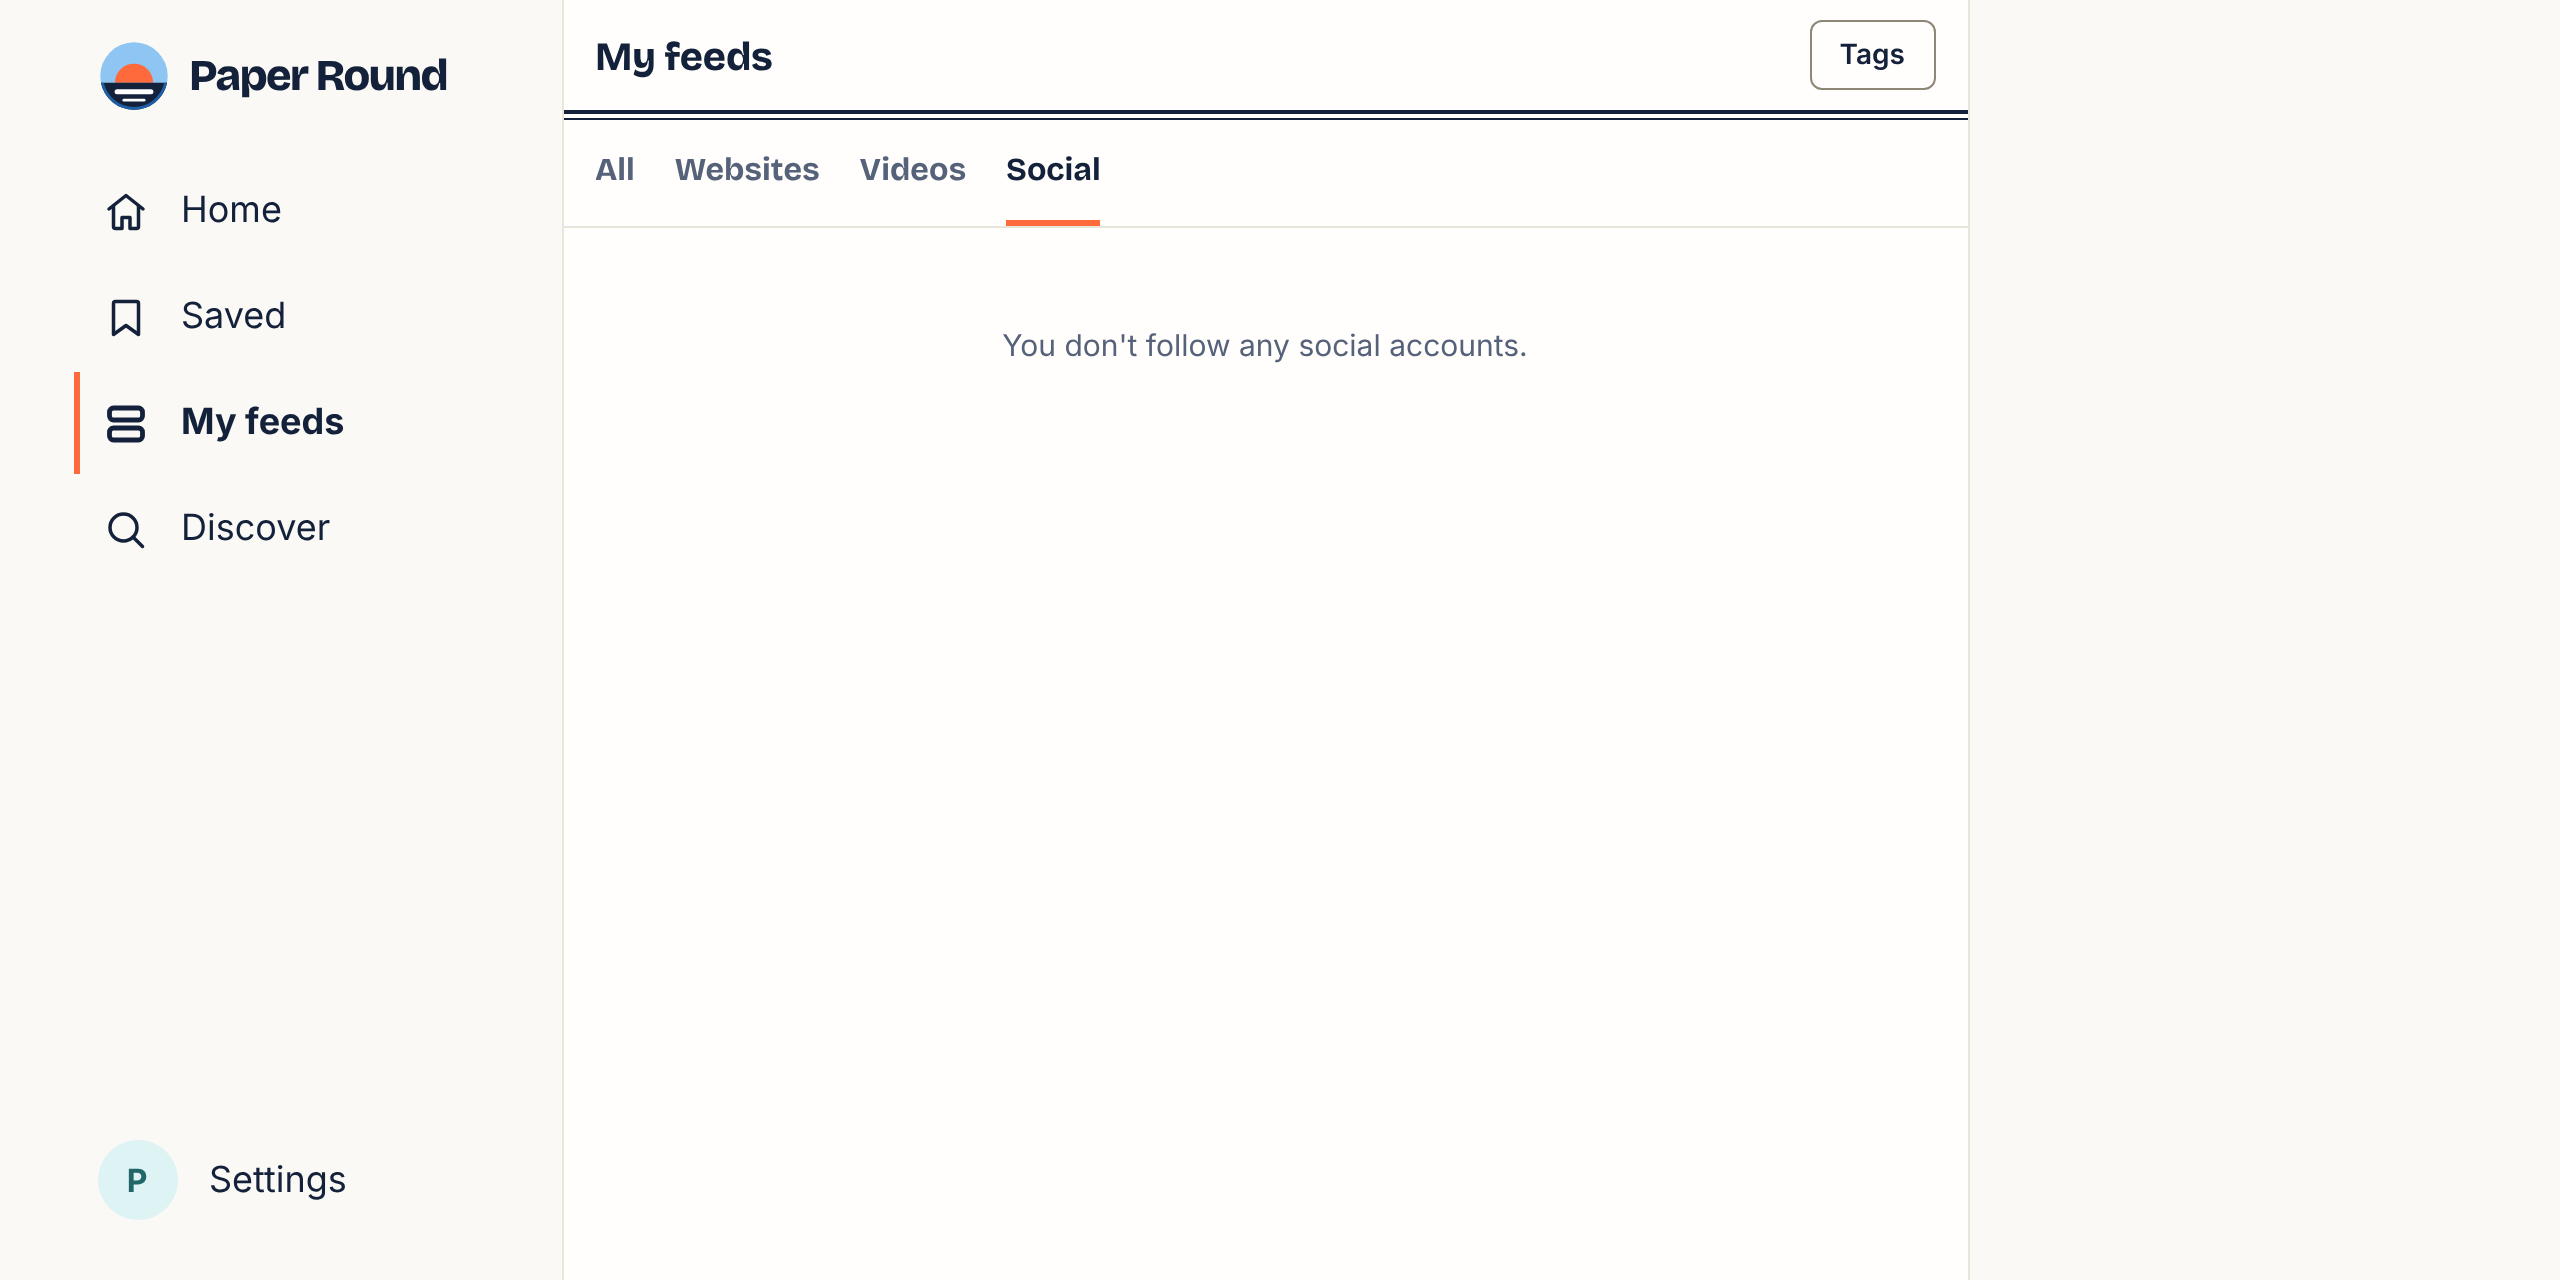 Paper Round
Home
Saved
My feeds
Discover
P
Settings
My feeds
Tags
All
Websites
Videos
Social
You don't follow any social accounts.